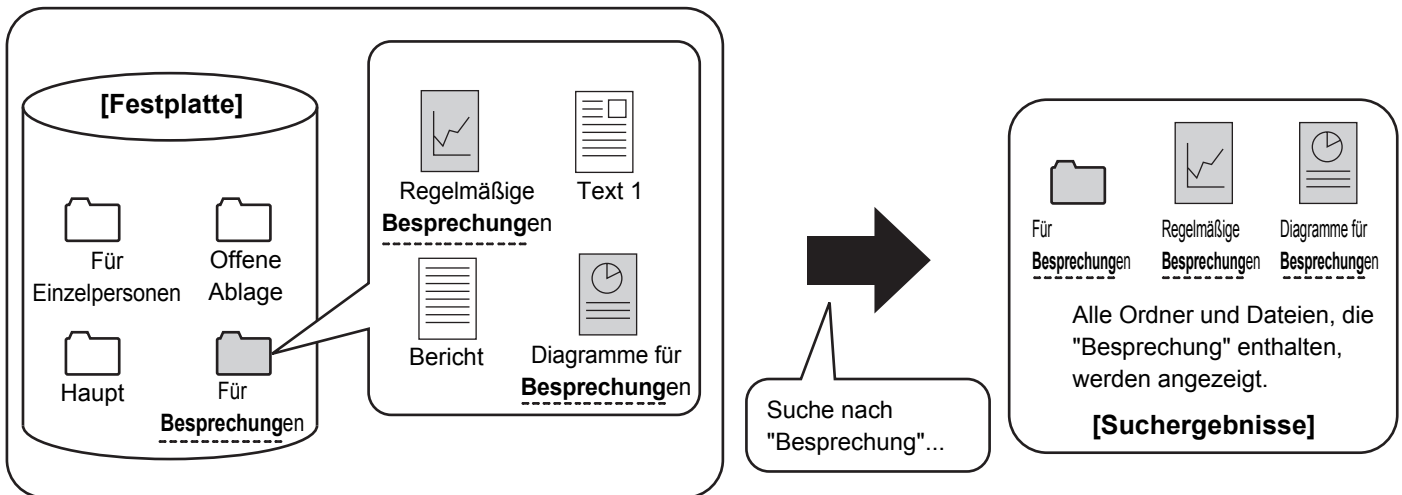 [Festplatte]
Für
Einzelpersonen
Offene
Ablage
Haupt
Für
Besprechungen
Regelmäßige
Besprechungen
Text 1
Bericht
Diagramme für
Besprechungen
Suche nach
"Besprechung"...
Für
Besprechungen
Regelmäßige
Besprechungen
Diagramme für
Besprechungen
Alle Ordner und Dateien, die
"Besprechung" enthalten,
werden angezeigt.
[Suchergebnisse]